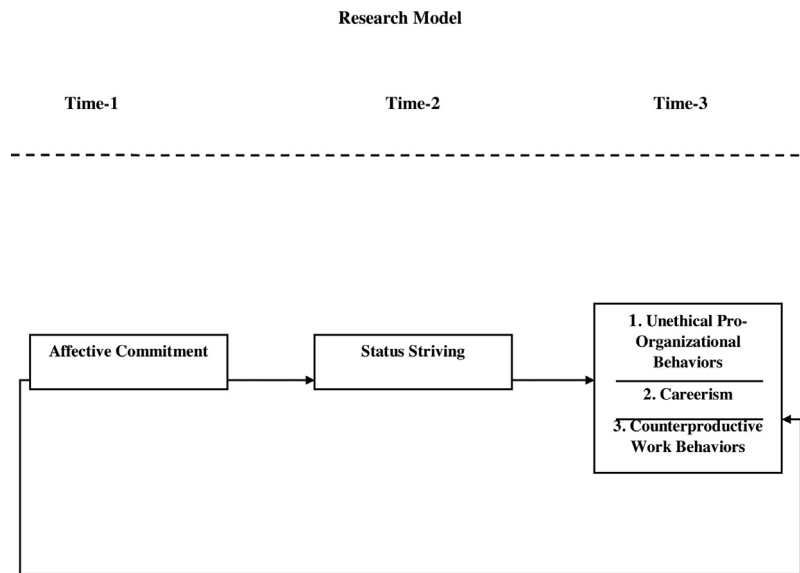 Research Model
Time-1
Time-2
Time-3
Affective Commitment
Status Striving
1. Unethical Pro-
Organizational
Behaviors
2. Careerism
3. Counterproductive
Work Behaviors